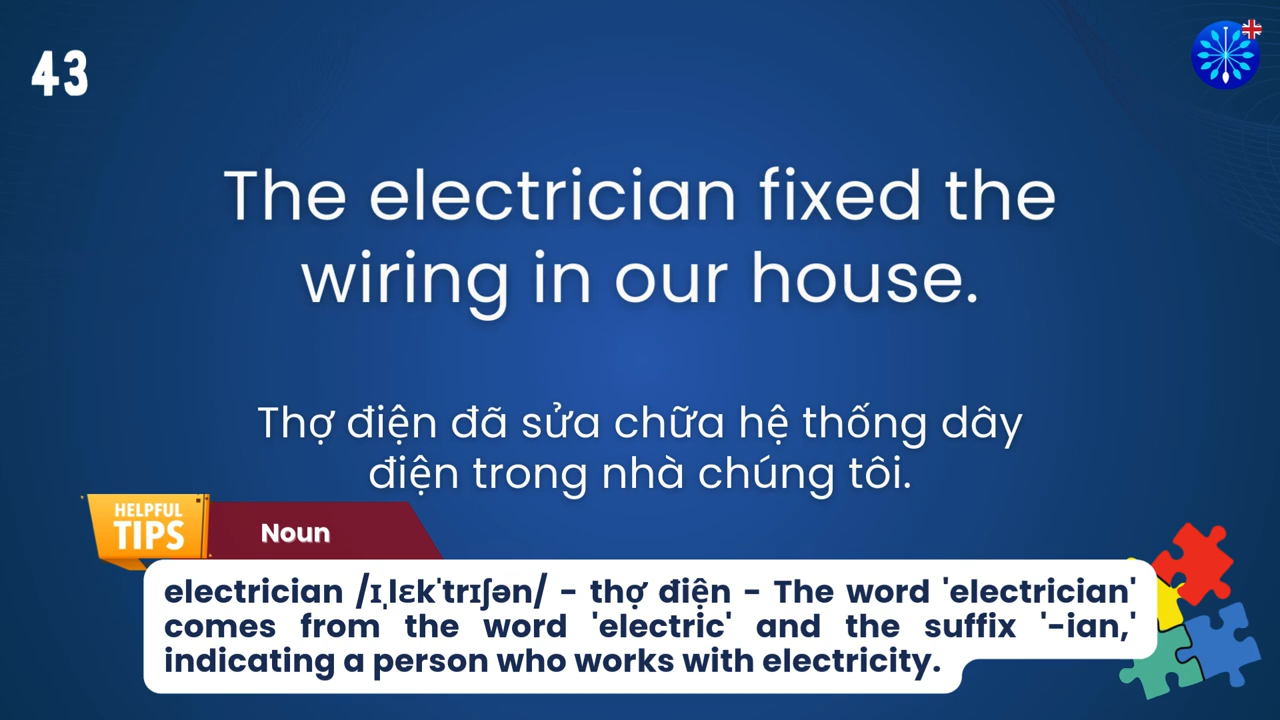 43
The electrician fixed the
wiring in our house.
Thợ điện đã sửa chữa hệ thống dây
điện trong nhà chúng tôi.
HELPFUL
TIPS
Noun
electrician /ɪˌlɛkˈtrɪʃən/ - thợ điện - The word 'electrician'
comes from the word 'electric' and the suffix '-ian,'
indicating a person who works with electricity.